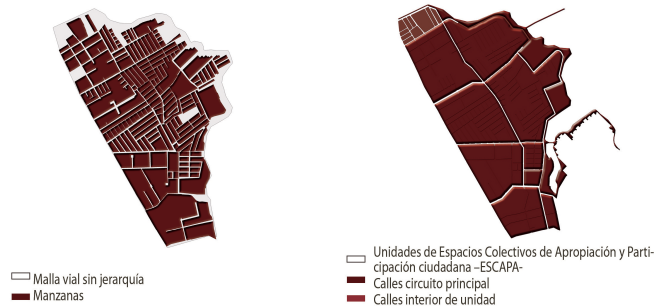 Malla vial sin jerarquía
Manzanas
Unidades de Espacios Colectivos de Apropiación y Parti-
cipación ciudadana –ESCAPA-
Calles circuito principal
Calles interior de unidad